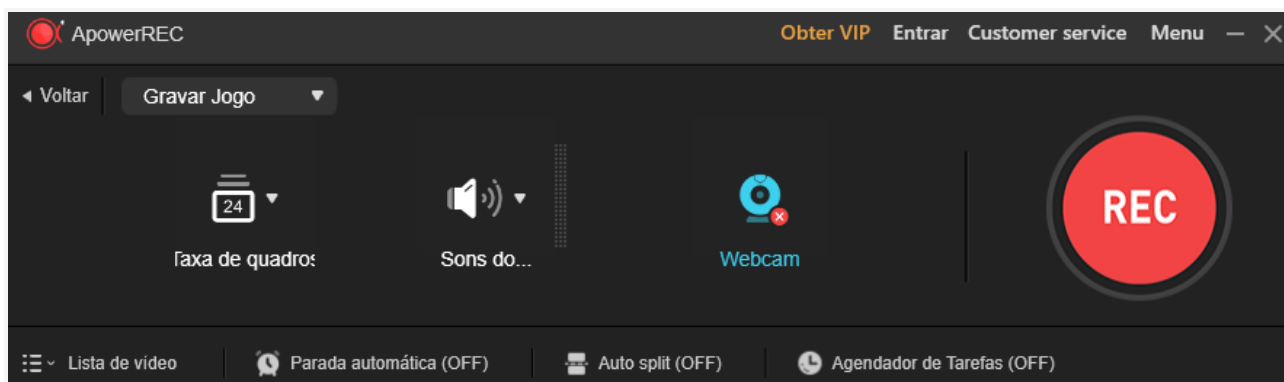 ApowerREC
Obter VIP Entrar Customer service Menu
Voltar
Gravar Jogo
24
Taxa de quadros
Sons do...
Webcam
REC
Lista de vídeo
Parada automática (OFF)
Auto split (OFF)
Agendador de Tarefas (OFF)